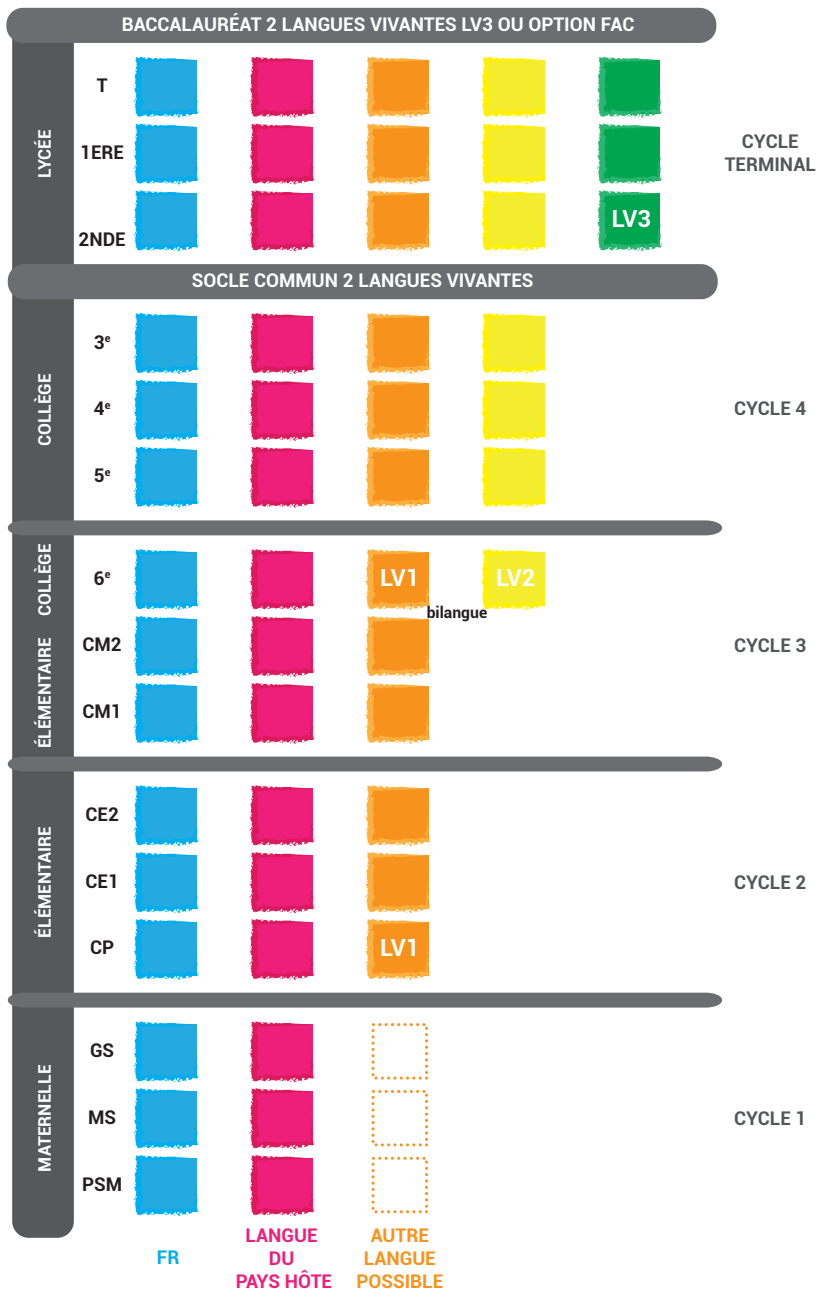 BACCALAURÉAT 2 LANGUES VIVANTES LV3 OU OPTION FAC
LYCÉE
T
1ERE
CYCLE
TERMINAL
2NDE
LV3
SOCLE COMMUN 2 LANGUES VIVANTES
COLLÈGE
3e
4e
CYCLE 4
5e
COLLÈGE
6e
LV1
LV2
bilangue
ÉLÉMENTAIRE
CM2
CYCLE 3
CM1
ÉLÉMENTAIRE
CE2
CE1
CYCLE 2
CP
LV1
MATERNELLE
GS
MS
CYCLE 1
PSM
FR
LANGUE
DU
PAYS HÔTE
AUTRE
LANGUE
POSSIBLE